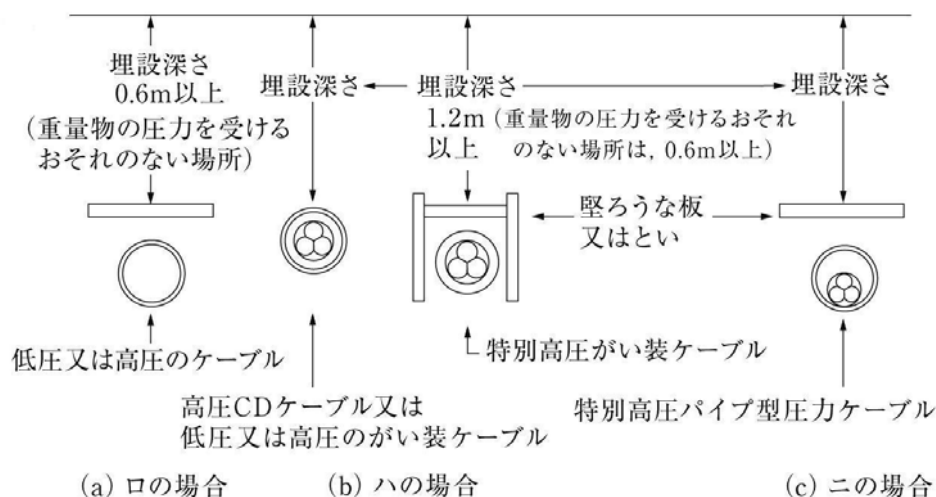 埋設深さ
0.6m以上
（重量物の圧力を受ける
おそれのない場所）
埋設深さ
埋設深さ
1.2m（重量物の圧力を受けるおそれ
以上　のない場所は，0.6m以上）
埋設深さ
堅ろうな板
又はとい
低圧又は高圧のケーブル
高圧CDケーブル又は
低圧又は高圧のがい装ケーブル
特別高圧がい装ケーブル
特別高圧パイプ型圧力ケーブル
(a) ロの場合
(b) ハの場合
(c) ニの場合